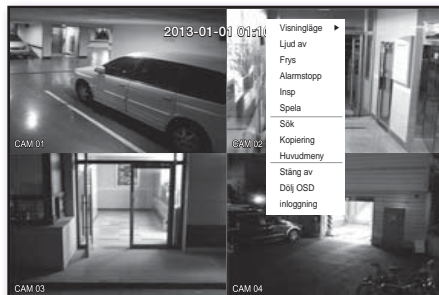 2013-01-01 01:10
Visningläge
Ljud av
Frys
Alarmstopp
Insp
Spela
Sök
Kopiering
Huvudmeny
Stäng av
Dölj OSD
inloggning
CAM 01
CAM 02
CAM 03
CAM 04